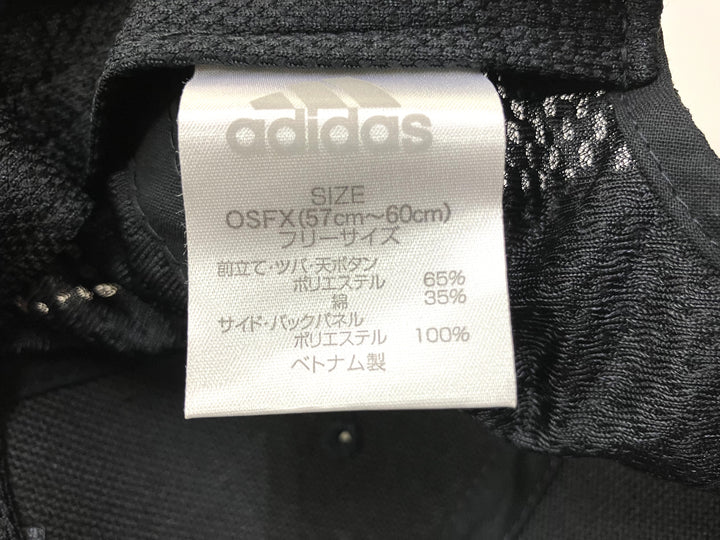 adidas
SIZE
OSFX(57cm～60cm)
フリーサイズ
前立て・ツバ・天ボタン
ポリエステル 65%
綿 35%
サイド・バックパネル
ポリエステル 100%
ベトナム製